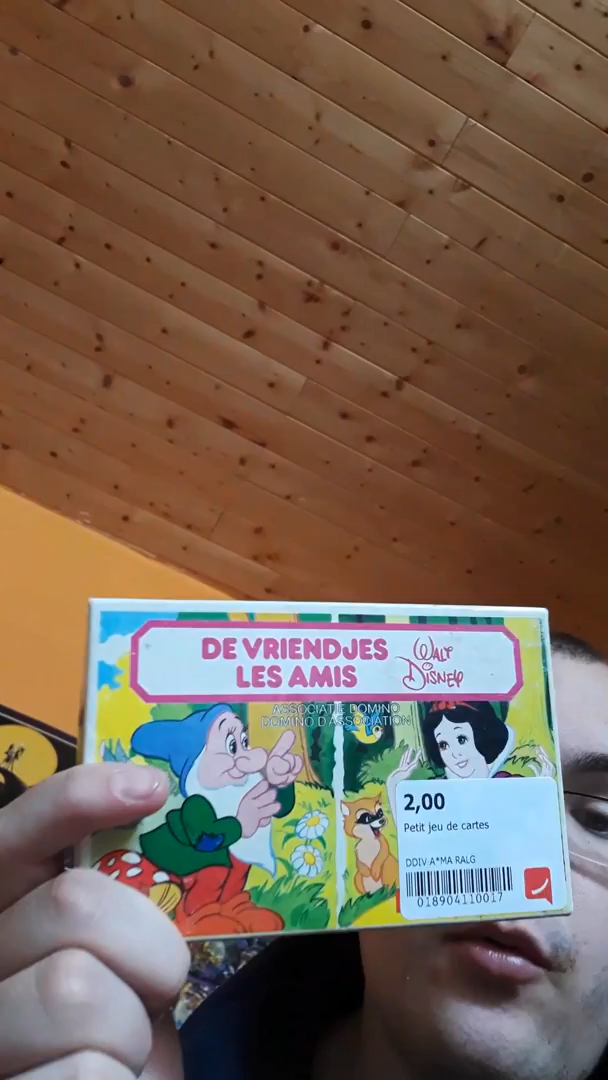 DE VRIENDJES
LES AMIS
WALT
DISNEY
ASSOCIATIE DOMINO
DOMINO D'ASSOCIATION
2,00
Petit jeu de cartes
DDIV A*MA RALG
018904110017